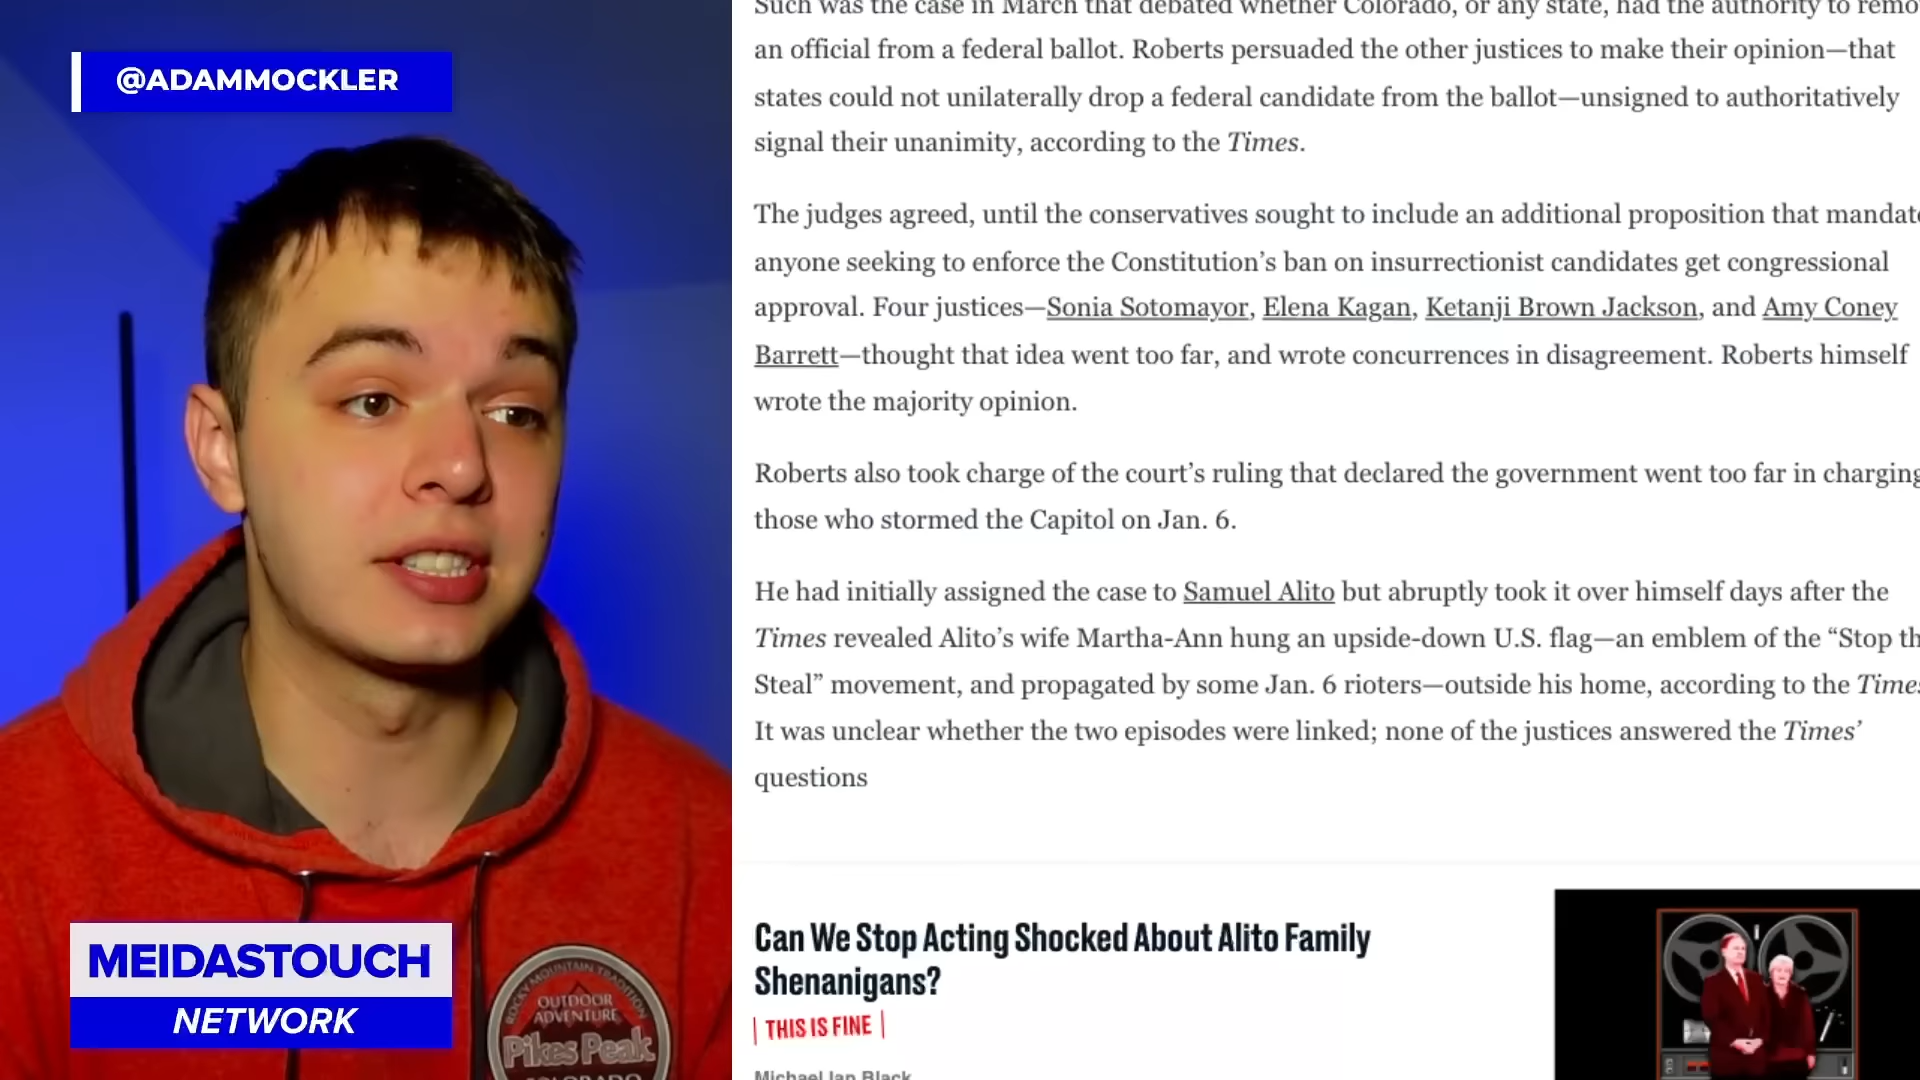 @ADAMMOCKLER
Such was the case in March that debated whether Colorado, or any state, had the authority to remo
an official from a federal ballot. Roberts persuaded the other justices to make their opinion—that
states could not unilaterally drop a federal candidate from the ballot—unsigned to authoritatively
signal their unanimity, according to the Times.
The judges agreed, until the conservatives sought to include an additional proposition that mandate
anyone seeking to enforce the Constitution’s ban on insurrectionist candidates get congressional
approval. Four justices—Sonia Sotomayor, Elena Kagan, Ketanji Brown Jackson, and Amy Coney
Barrett—thought that idea went too far, and wrote concurrences in disagreement. Roberts himself
wrote the majority opinion.
Roberts also took charge of the court’s ruling that declared the government went too far in charging
those who stormed the Capitol on Jan. 6.
He had initially assigned the case to Samuel Alito but abruptly took it over himself days after the
Times revealed Alito’s wife Martha-Ann hung an upside-down U.S. flag—an emblem of the “Stop th
Steal” movement, and propagated by some Jan. 6 rioters—outside his home, according to the Times
It was unclear whether the two episodes were linked; none of the justices answered the Times’
questions
Can We Stop Acting Shocked About Alito Family
Shenanigans?
THIS IS FINE
Michael Ian Black
MEIDASTOUCH
NETWORK
ROCKY MOUNTAIN TRADITION
OUTDOOR
ADVENTURE
Pikes Peak
COLORADO